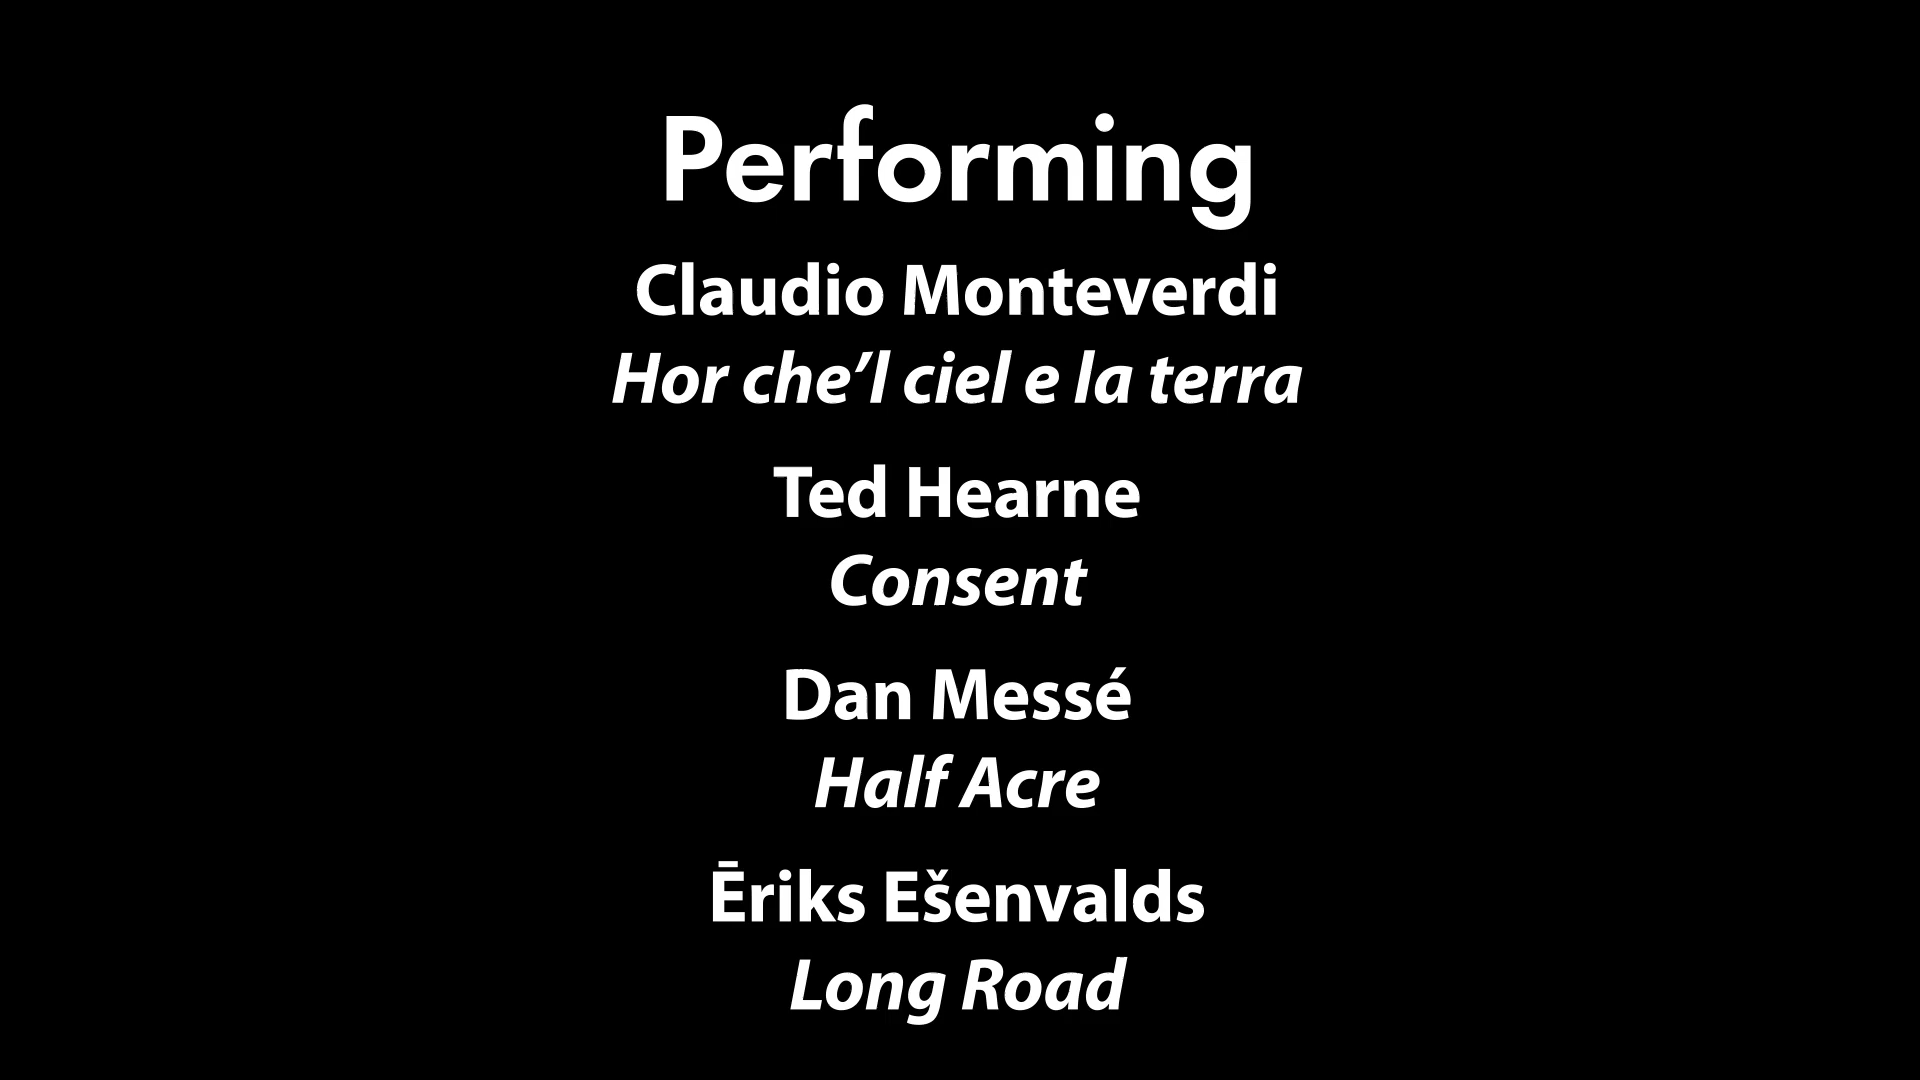 Performing
Claudio Monteverdi
Hor che’l ciel e la terra
Ted Hearne
Consent
Dan Messé
Half Acre
Ēriks Ešenvalds
Long Road